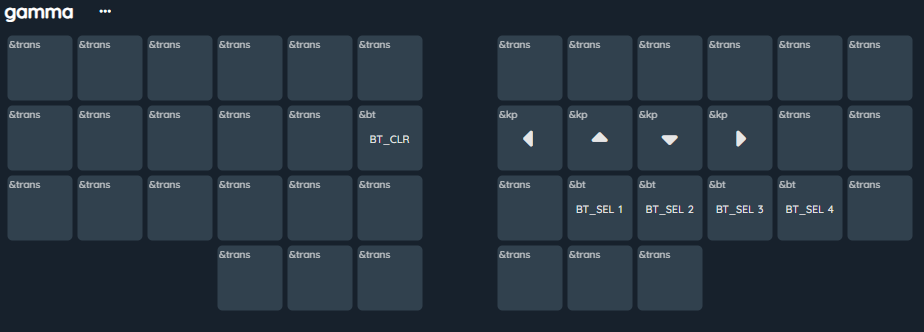 gamma ...
&trans &trans &trans &trans &trans &trans &trans &trans &trans &trans &trans &trans
&trans &trans &trans &trans &trans &bt &kp &kp &kp &kp &trans &trans
BT_CLR
&trans &trans &trans &trans &trans &trans &trans &bt &bt &bt &bt &trans
BT_SEL 1 BT_SEL 2 BT_SEL 3 BT_SEL 4
&trans &trans &trans &trans &trans &trans